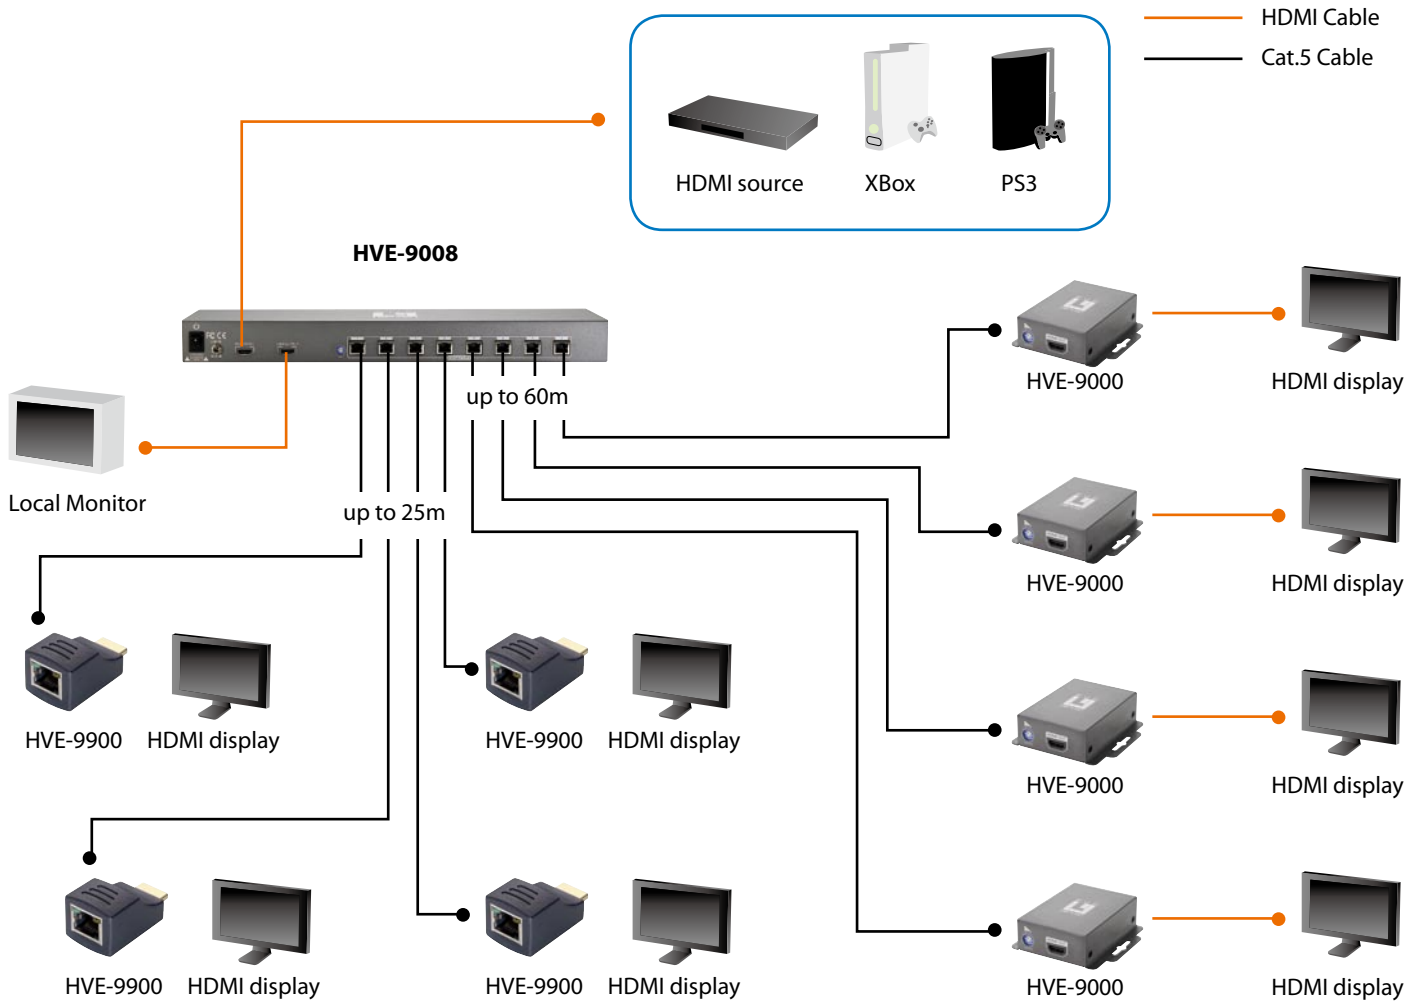 HDMI Cable
Cat.5 Cable
HDMI source XBox PS3
HVE-9008
up to 60m
HVE-9000 HDMI display
Local Monitor
up to 25m
HVE-9000 HDMI display
HVE-9900 HDMI display HVE-9900 HDMI display
HVE-9000 HDMI display
HVE-9900 HDMI display HVE-9900 HDMI display
HVE-9000 HDMI display